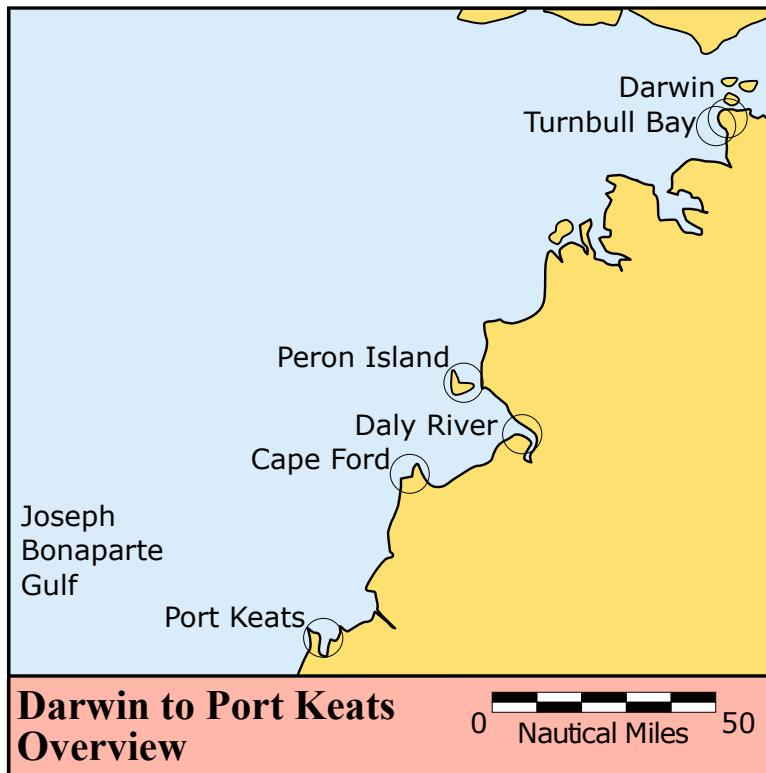 Darwin
Turnbull Bay
Peron Island
Daly River
Cape Ford
Joseph
Bonaparte
Gulf
Port Keats
Darwin to Port Keats
Overview
0 50
Nautical Miles